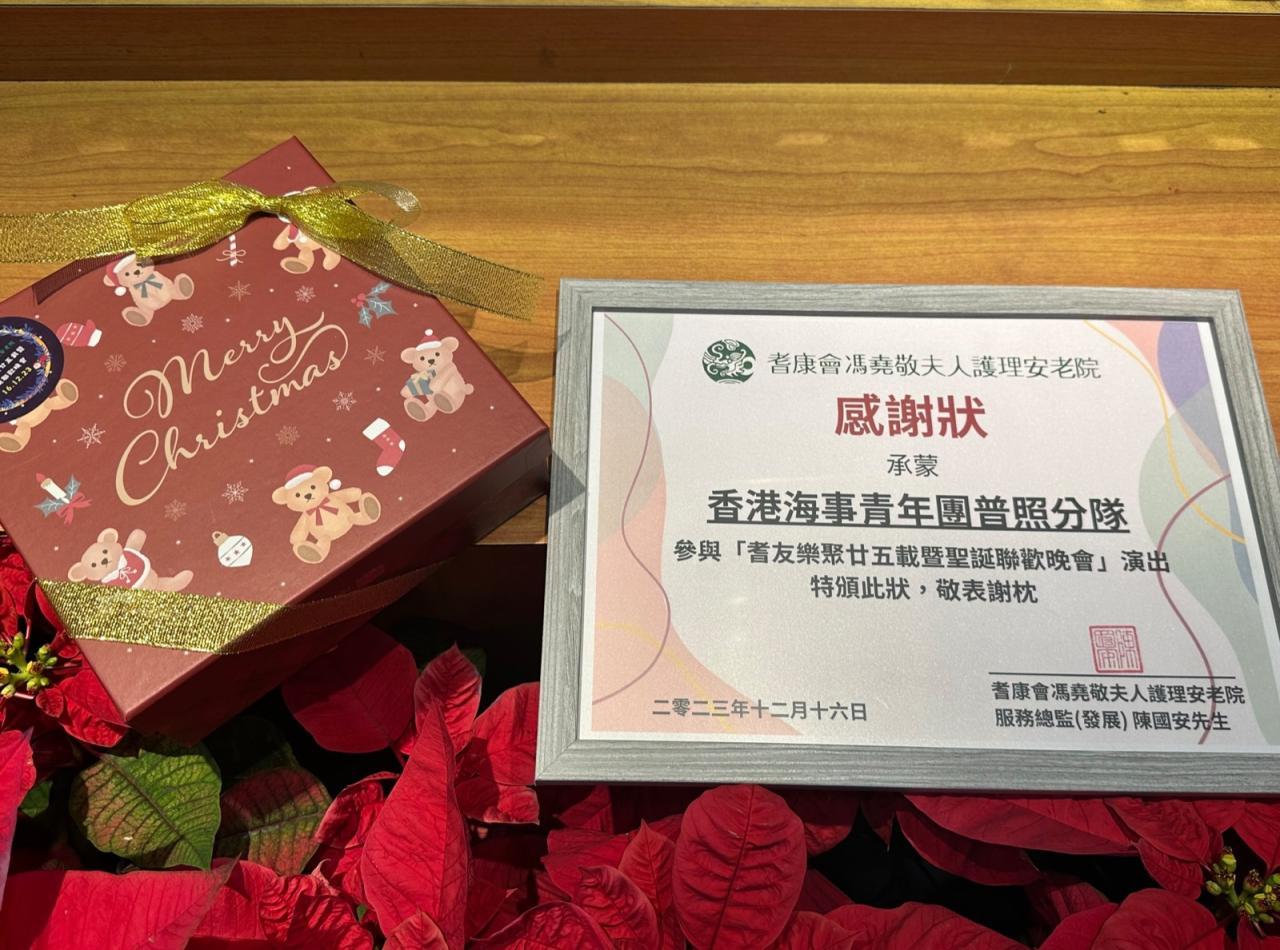 Merry
Christmas
16.12.23
耆康會馮堯敬夫人護理安老院
感謝狀
承蒙
香港海事青年團普照分隊
參與「耆友樂聚廿五載暨聖誕聯歡晚會」演出
特頒此狀，敬表謝枕
二零二三年十二月十六日
耆康會馮堯敬夫人護理安老院
服務總監(發展) 陳國安先生